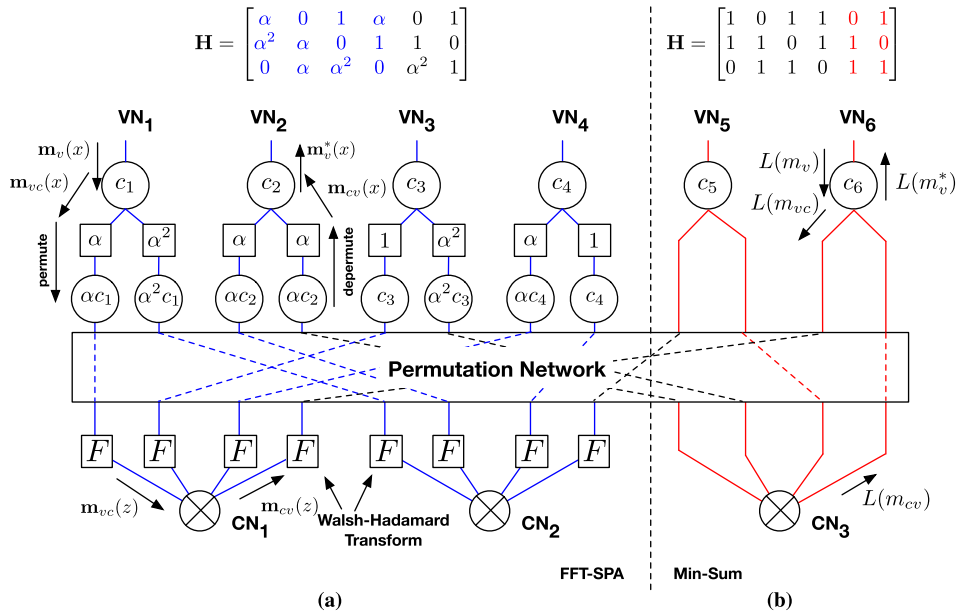 H = [ α 0 1 α 0 1
α² α 0 1 1 0
0 α α² 0 α² 1 ]
H = [ 1 0 1 1 0 1
1 1 0 1 1 0
0 1 1 0 1 1 ]
VN₁ VN₂ VN₃ VN₄ VN₅ VN₆
m_v(x) m*_v(x) L(m_v) L(m*_v)
m_vc(x) m_cv(x) L(m_vc)
c₁ c₂ c₃ c₄ c₅ c₆
permute depermute
α α² α α 1 α² α 1
αc₁ α²c₁ αc₂ αc₂ c₃ α²c₃ αc₄ c₄
Permutation Network
F F F F F F F F
m_vc(z) m_cv(z) L(m_cv)
CN₁ CN₂ CN₃
Walsh-Hadamard
Transform
FFT-SPA Min-Sum
(a) (b)